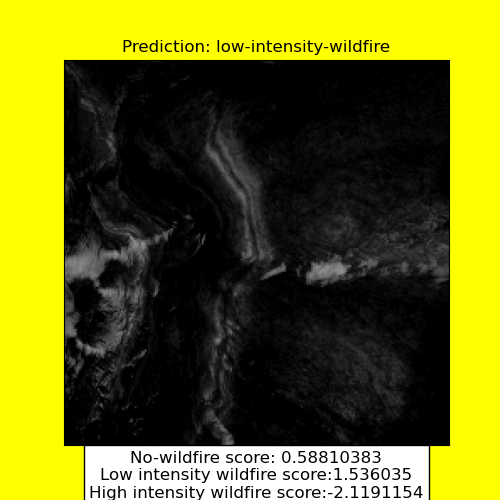 Prediction: low-intensity-wildfire
No-wildfire score: 0.58810383
Low intensity wildfire score:1.536035
High intensity wildfire score:-2.1191154